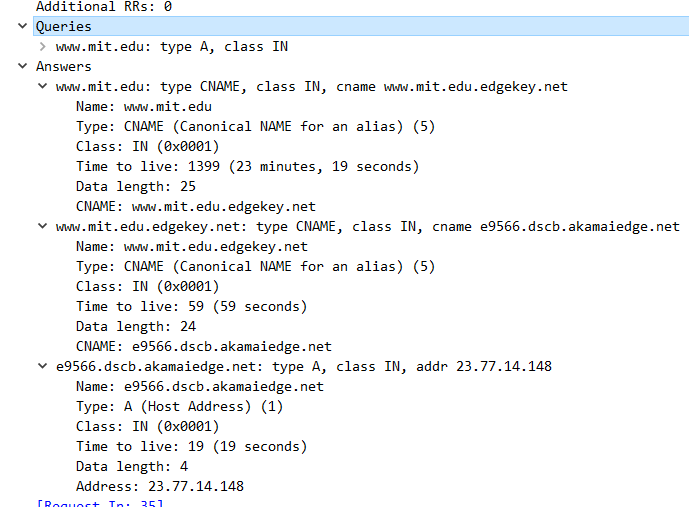 Additional RRs: 0
Queries
www.mit.edu: type A, class IN
Answers
www.mit.edu: type CNAME, class IN, cname www.mit.edu.edgekey.net
Name: www.mit.edu
Type: CNAME (Canonical NAME for an alias) (5)
Class: IN (0x0001)
Time to live: 1399 (23 minutes, 19 seconds)
Data length: 25
CNAME: www.mit.edu.edgekey.net
www.mit.edu.edgekey.net: type CNAME, class IN, cname e9566.dscb.akamaiedge.net
Name: www.mit.edu.edgekey.net
Type: CNAME (Canonical NAME for an alias) (5)
Class: IN (0x0001)
Time to live: 59 (59 seconds)
Data length: 24
CNAME: e9566.dscb.akamaiedge.net
e9566.dscb.akamaiedge.net: type A, class IN, addr 23.77.14.148
Name: e9566.dscb.akamaiedge.net
Type: A (Host Address) (1)
Class: IN (0x0001)
Time to live: 19 (19 seconds)
Data length: 4
Address: 23.77.14.148
[Request In: 35]